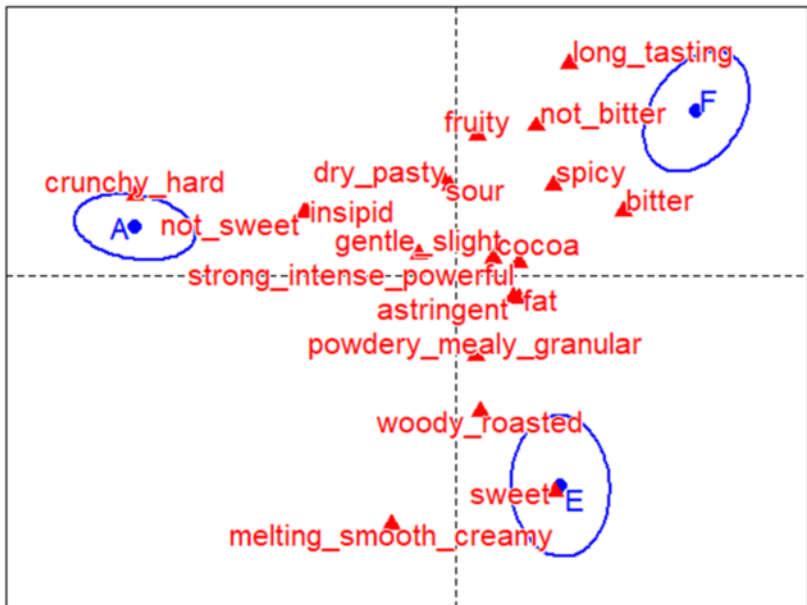 long_tasting
F
not_bitter
fruity
dry_pasty
spicy
crunchy_hard
sour
bitter
insipid
not_sweet
A
gentle_slight
cocoa
strong_intense_powerful
fat
astringent
powdery_mealy_granular
woody_roasted
sweet
E
melting_smooth_creamy